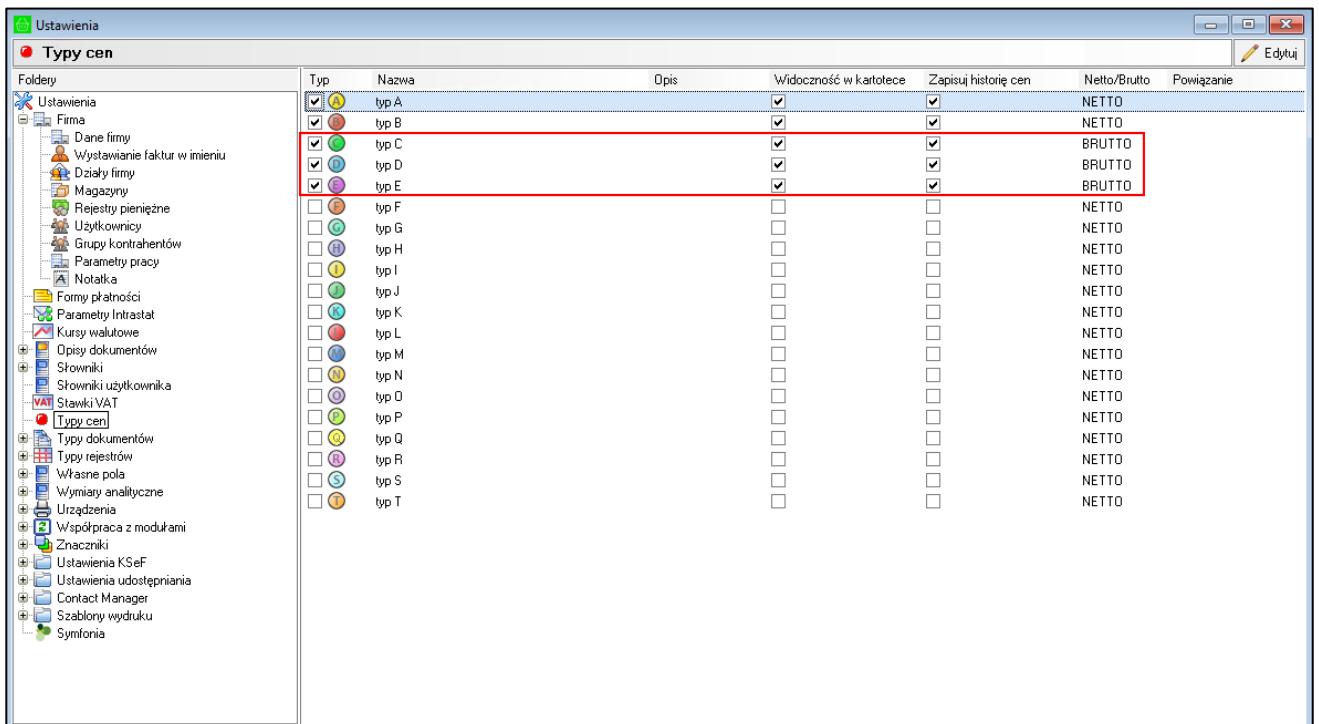 Ustawienia
Typy cen
Edytuj
Foldery
Ustawienia
Firma
Dane firmy
Wystawianie faktur w imieniu
Działy firmy
Magazyny
Rejestry pieniężne
Użytkownicy
Grupy kontrahentów
Parametry pracy
Notatka
Formy płatności
Parametry Intrastat
Kursy walutowe
Opisy dokumentów
Słowniki
Słowniki użytkownika
VAT Stawki VAT
Typy cen
Typy dokumentów
Typy rejestrów
Własne pola
Wymiary analityczne
Urządzenia
Współpraca z modułami
Znaczniki
Ustawienia KSeF
Ustawienia udostępniania
Contact Manager
Szablony wydruku
Symfonia
Typ Nazwa Opis Widoczność w kartotece Zapisuj historię cen Netto/Brutto Powiązanie
A typ A NETTO
B typ B NETTO
C typ C BRUTTO
D typ D BRUTTO
E typ E BRUTTO
F typ F NETTO
G typ G NETTO
H typ H NETTO
I typ I NETTO
J typ J NETTO
K typ K NETTO
L typ L NETTO
M typ M NETTO
N typ N NETTO
O typ O NETTO
P typ P NETTO
Q typ Q NETTO
R typ R NETTO
S typ S NETTO
T typ T NETTO